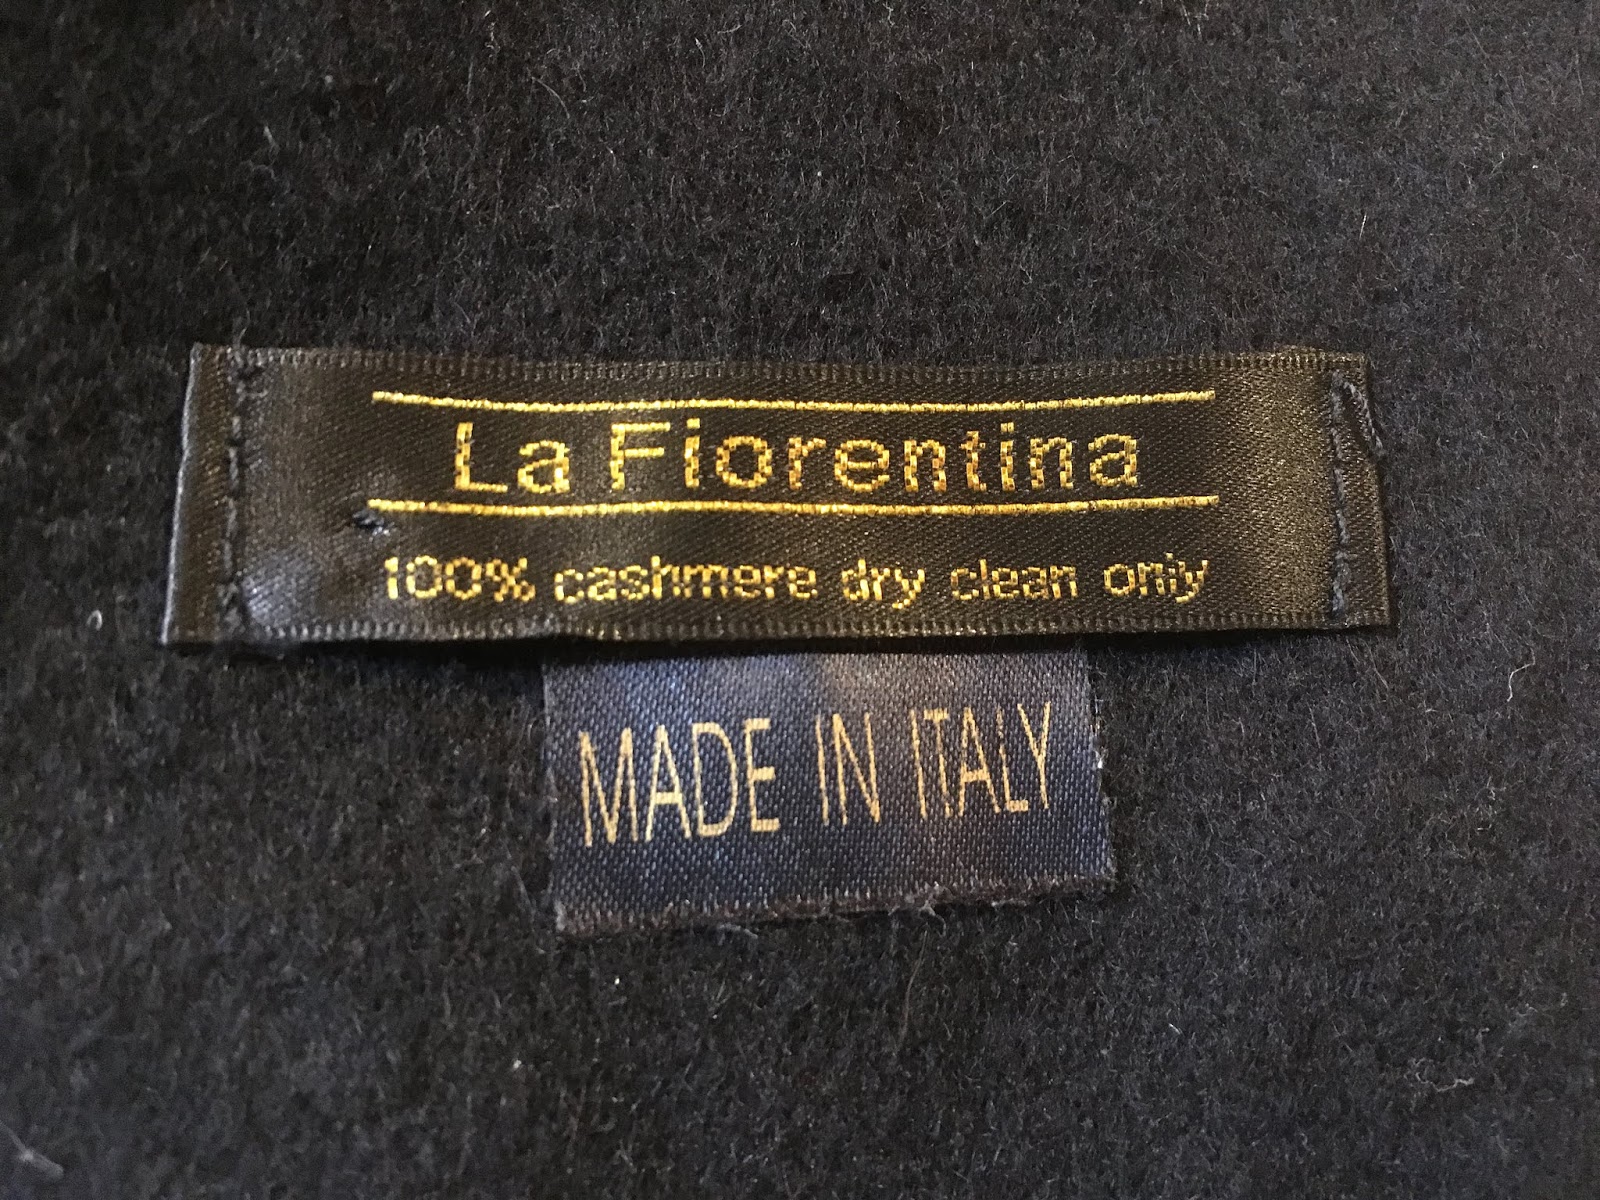 La Fiorentina
100% cashmere dry clean only
MADE IN ITALY